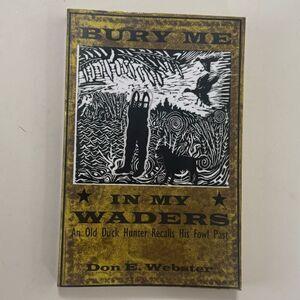 BURY ME
IN MY
WADERS
An Old Duck Hunter Recalls His Fowl Past
Don E. Webster